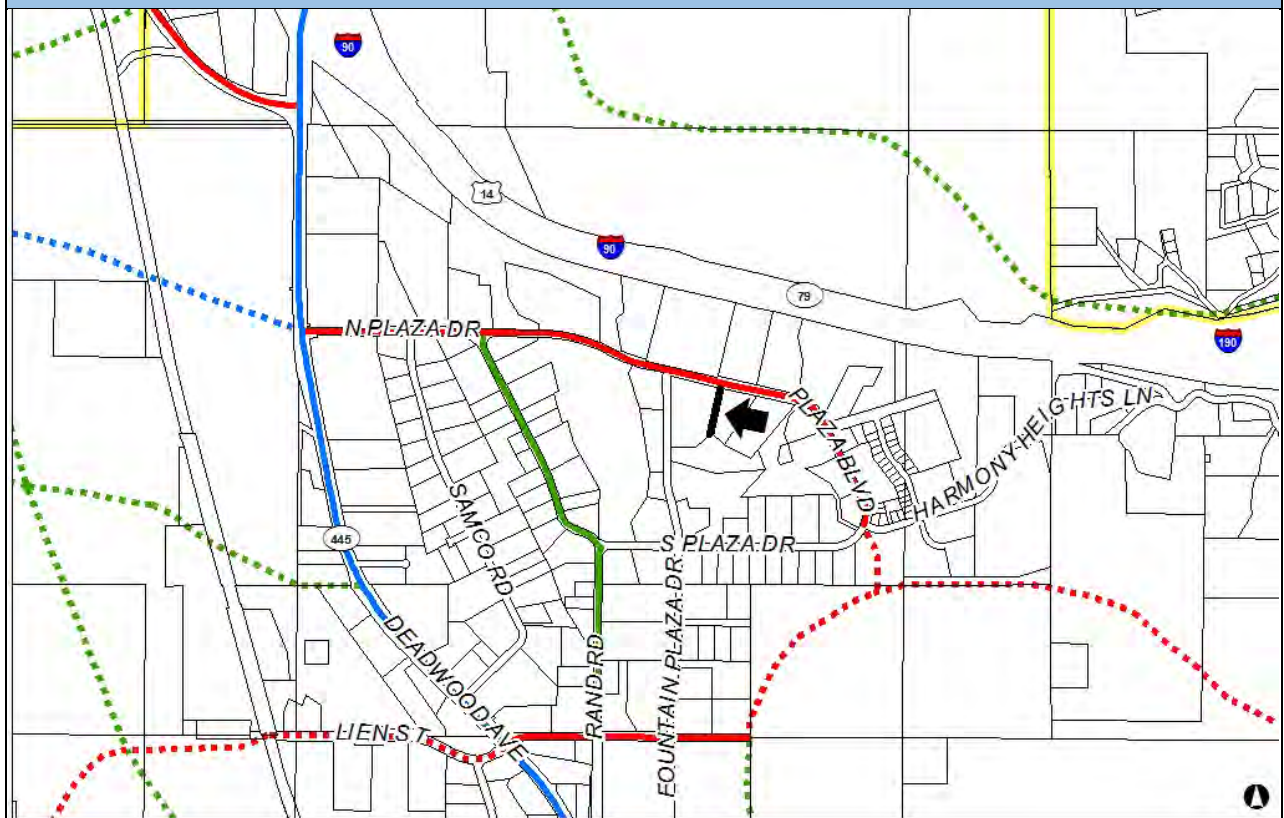 90
14
90
79
190
N PLAZA DR
PLAZA BLVD
HARMONY HEIGHTS LN
SAMCO RD
445
S PLAZA DR
DEADWOOD AVE
RAND RD
FOUNTAIN PLAZA DR
LIEN ST